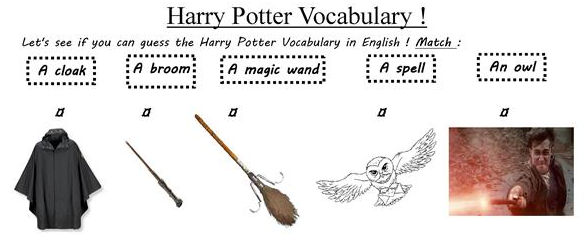 Harry Potter Vocabulary !
Let's see if you can guess the Harry Potter Vocabulary in English ! Match :
A cloak A broom A magic wand A spell An owl
¤ ¤ ¤ ¤ ¤